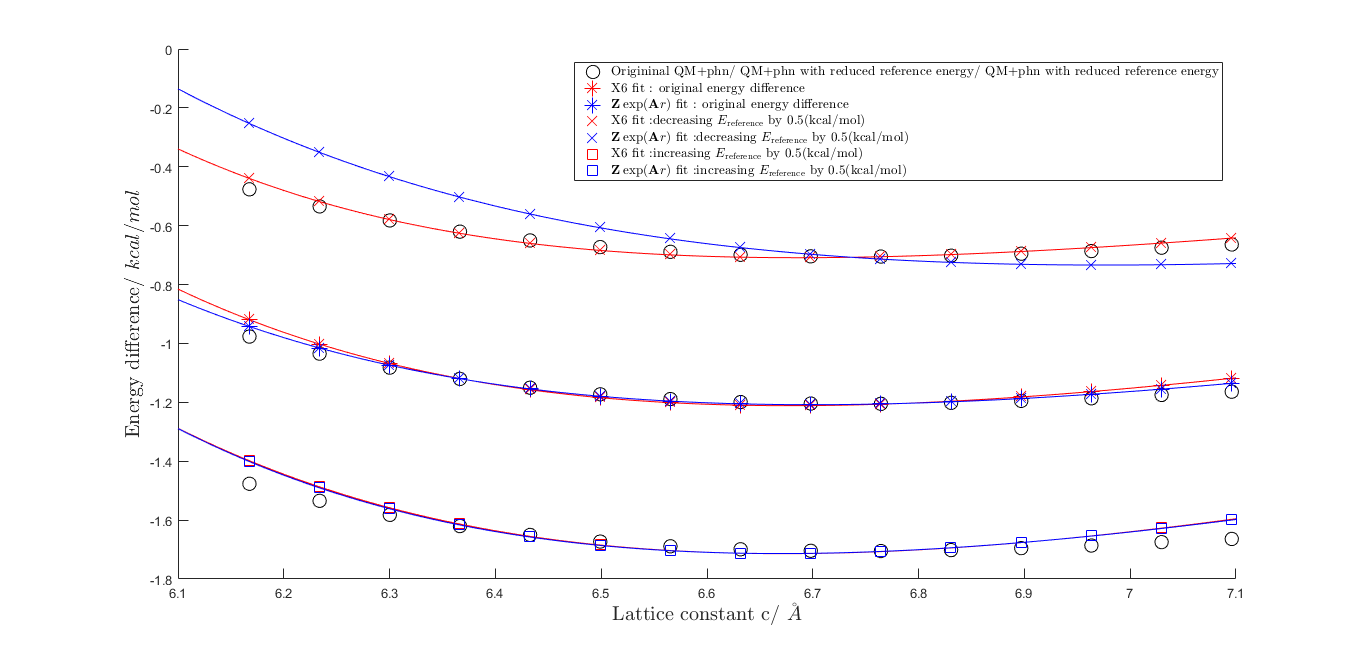 0
-0.2
-0.4
-0.6
-0.8
-1
-1.2
-1.4
-1.6
-1.8
Energy difference/ kcal/mol
Origininal QM+phn/ QM+phn with reduced reference energy/ QM+phn with reduced reference energy
X6 fit : original energy difference
Z exp(Ar) fit : original energy difference
X6 fit :decreasing E_reference by 0.5(kcal/mol)
Z exp(Ar) fit :decreasing E_reference by 0.5(kcal/mol)
X6 fit :increasing E_reference by 0.5(kcal/mol)
Z exp(Ar) fit :increasing E_reference by 0.5(kcal/mol)
6.1 6.2 6.3 6.4 6.5 6.6 6.7 6.8 6.9 7 7.1
Lattice constant c/ Å